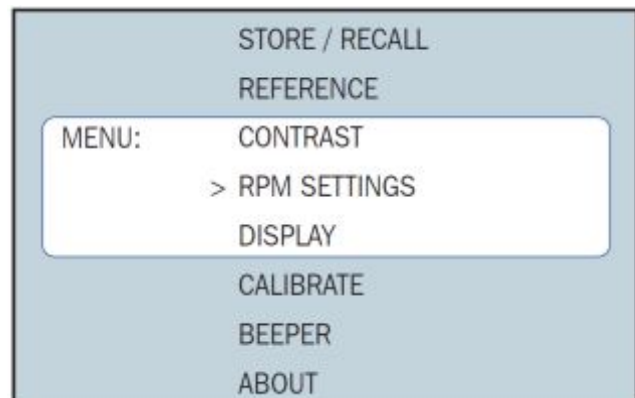 STORE / RECALL
REFERENCE
MENU: CONTRAST
> RPM SETTINGS
DISPLAY
CALIBRATE
BEEPER
ABOUT